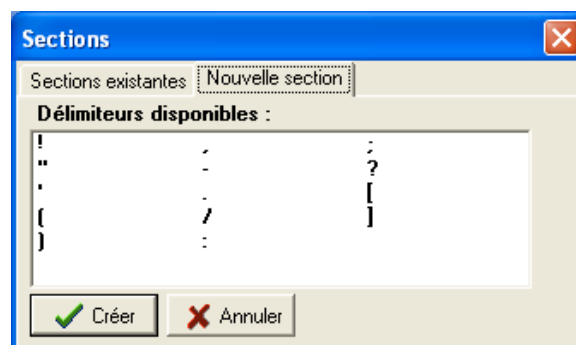 Sections
Sections existantes Nouvelle section
Délimiteurs disponibles :
! , ;
" - ?
' . [
( / ]
) :
Créer Annuler